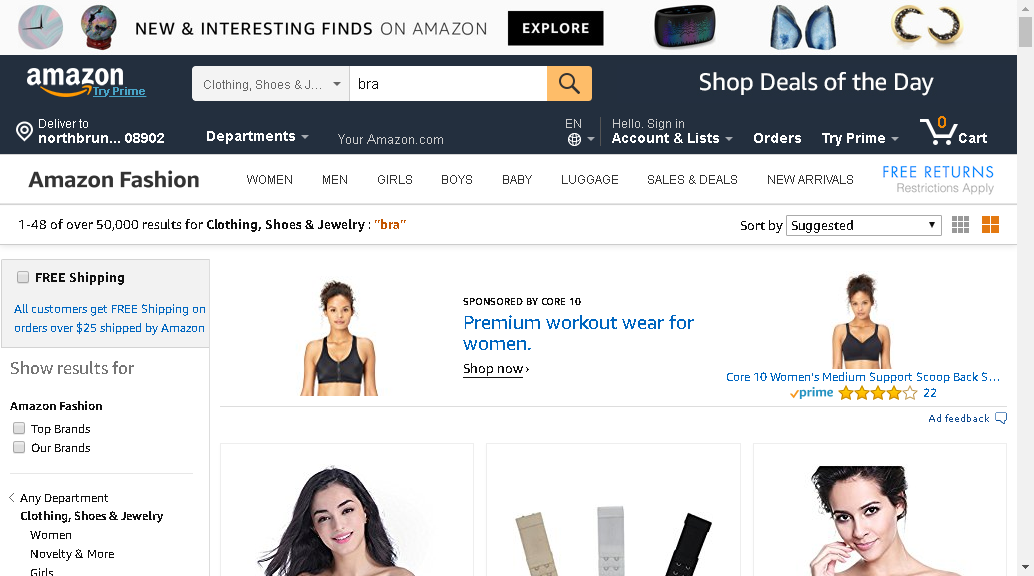 NEW & INTERESTING FINDS ON AMAZON
EXPLORE
amazon
Try Prime
Clothing, Shoes & J...
bra
Shop Deals of the Day
Deliver to
northbrun... 08902
Departments
Your Amazon.com
EN
Hello. Sign in
Account & Lists
Orders
Try Prime
0
Cart
Amazon Fashion
WOMEN
MEN
GIRLS
BOYS
BABY
LUGGAGE
SALES & DEALS
NEW ARRIVALS
FREE RETURNS
Restrictions Apply
1-48 of over 50,000 results for Clothing, Shoes & Jewelry : "bra"
Sort by
Suggested
FREE Shipping
All customers get FREE Shipping on
orders over $25 shipped by Amazon
Show results for
Amazon Fashion
Top Brands
Our Brands
Any Department
Clothing, Shoes & Jewelry
Women
Novelty & More
Girls
SPONSORED BY CORE 10
Premium workout wear for
women.
Shop now ›
Core 10 Women's Medium Support Scoop Back S...
prime
22
Ad feedback